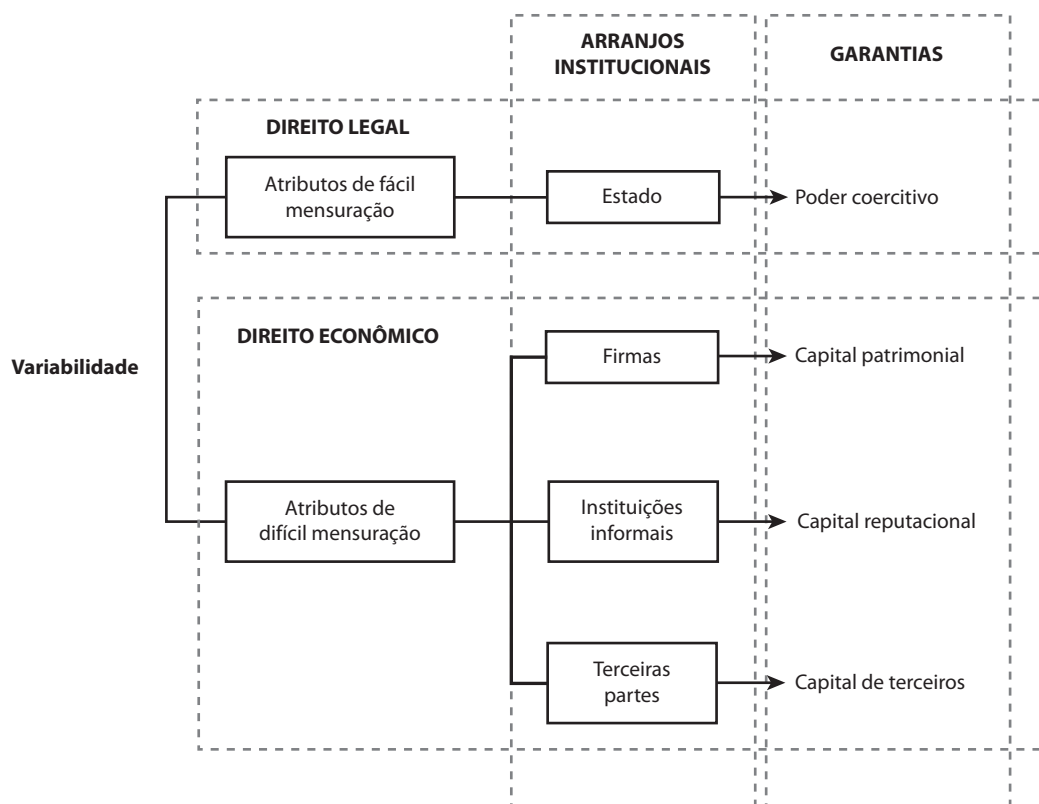 ARRANJOS
INSTITUCIONAIS
GARANTIAS
DIREITO LEGAL
Atributos de fácil
mensuração
Estado
Poder coercitivo
DIREITO ECONÔMICO
Firmas
Capital patrimonial
Variabilidade
Atributos de
difícil mensuração
Instituições
informais
Capital reputacional
Terceiras
partes
Capital de terceiros